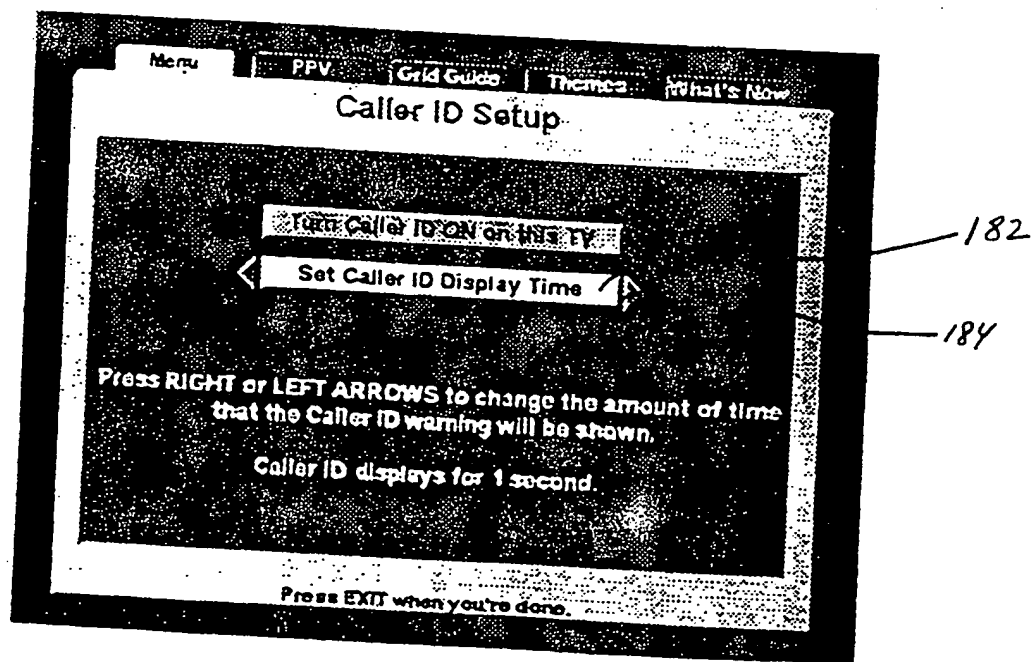 Menu PPV Grid Guide Themes What's Now
Caller ID Setup
Turn Caller ID ON on this TV
Set Caller ID Display Time
182
184
Press RIGHT or LEFT ARROWS to change the amount of time
that the Caller ID warning will be shown.
Caller ID displays for 1 second.
Press EXIT when you're done.